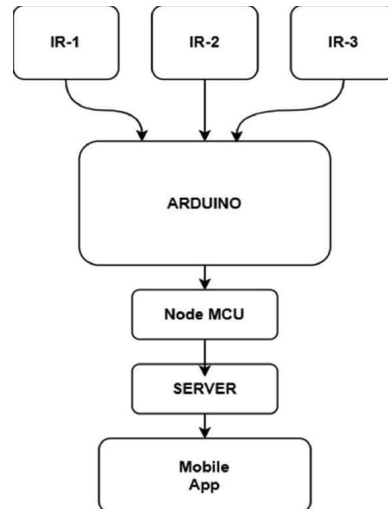 IR-1
IR-2
IR-3
ARDUINO
Node MCU
SERVER
Mobile
App